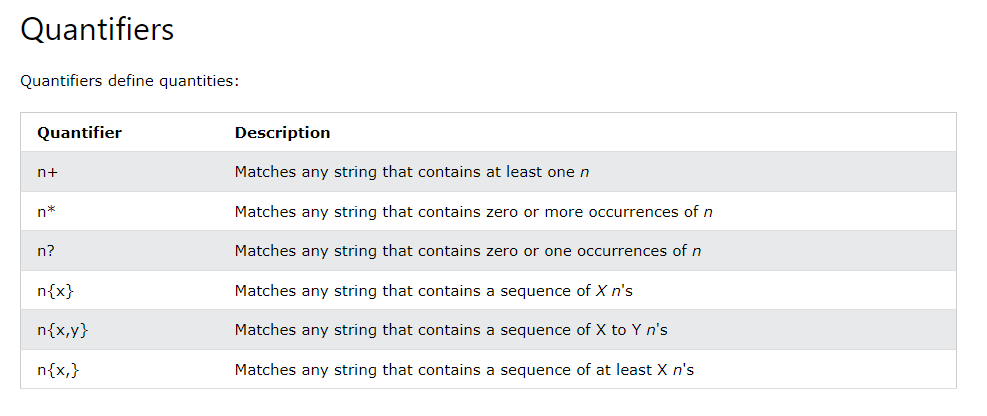 Quantifiers
Quantifiers define quantities:
Quantifier Description
n+ Matches any string that contains at least one n
n* Matches any string that contains zero or more occurrences of n
n? Matches any string that contains zero or one occurrences of n
n{x} Matches any string that contains a sequence of X n's
n{x,y} Matches any string that contains a sequence of X to Y n's
n{x,} Matches any string that contains a sequence of at least X n's